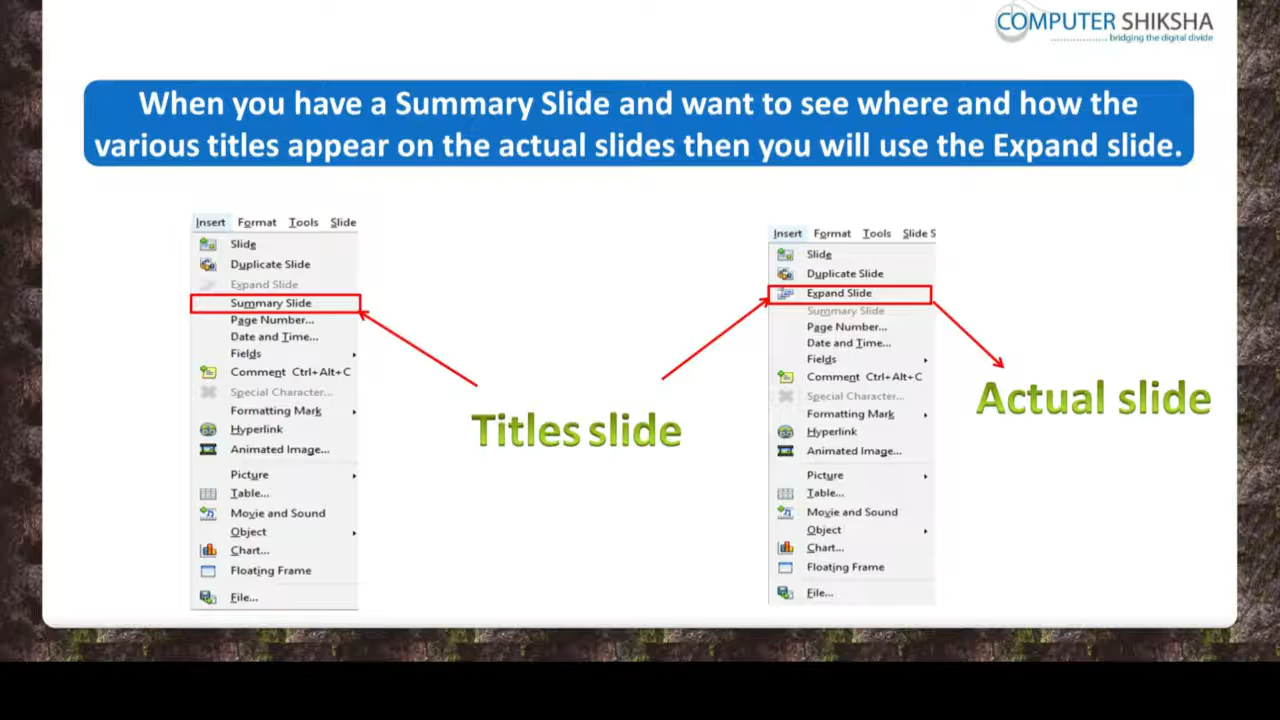 COMPUTER SHIKSHA
bridging the digital divide
When you have a Summary Slide and want to see where and how the
various titles appear on the actual slides then you will use the Expand slide.
Insert Format Tools Slide
Slide
Duplicate Slide
Expand Slide
Summary Slide
Page Number...
Date and Time...
Fields
Comment Ctrl+Alt+C
Special Character...
Formatting Mark
Hyperlink
Animated Image...
Picture
Table...
Movie and Sound
Object
Chart...
Floating Frame
File...
Titles slide
Insert Format Tools Slide S
Slide
Duplicate Slide
Expand Slide
Summary Slide
Page Number...
Date and Time...
Fields
Comment Ctrl+Alt+C
Special Character...
Formatting Mark
Hyperlink
Animated Image...
Picture
Table...
Movie and Sound
Object
Chart...
Floating Frame
File...
Actual slide